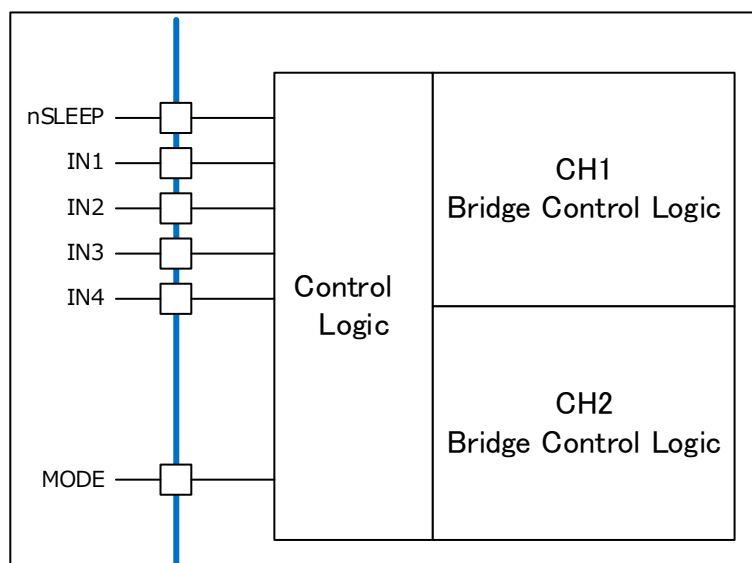 nSLEEP
IN1
IN2
IN3
IN4
MODE
Control
Logic
CH1
Bridge Control Logic
CH2
Bridge Control Logic